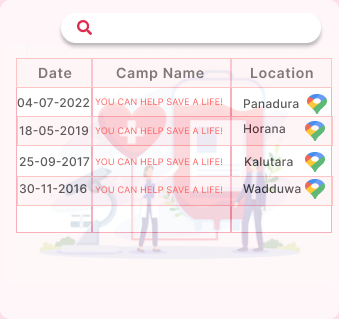 Date Camp Name Location
04-07-2022 YOU CAN HELP SAVE A LIFE! Panadura
18-05-2019 YOU CAN HELP SAVE A LIFE! Horana
25-09-2017 YOU CAN HELP SAVE A LIFE! Kalutara
30-11-2016 YOU CAN HELP SAVE A LIFE! Wadduwa